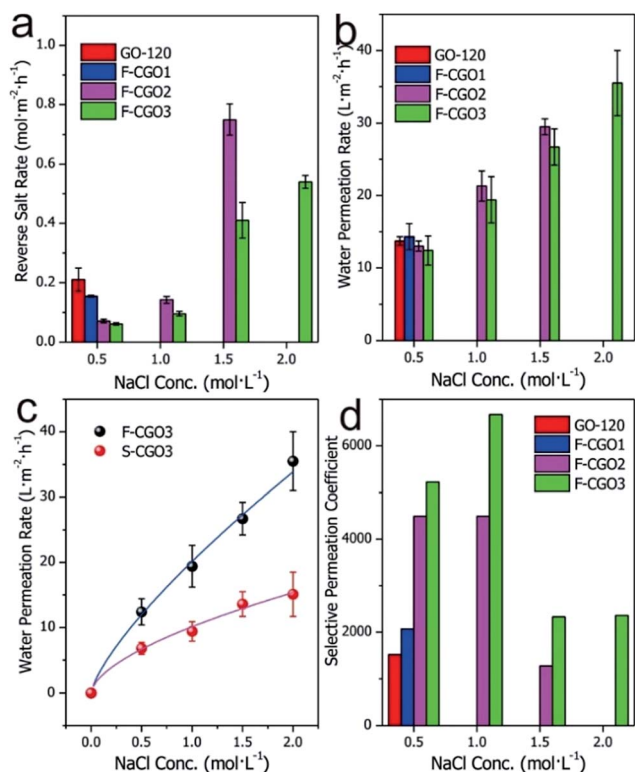 a
Reverse Salt Rate (mol·m⁻²·h⁻¹)
GO-120
F-CGO1
F-CGO2
F-CGO3
0.8
0.6
0.4
0.2
0.0
0.5 1.0 1.5 2.0
NaCl Conc. (mol·L⁻¹)
b
Water Permeation Rate (L·m⁻²·h⁻¹)
GO-120
F-CGO1
F-CGO2
F-CGO3
40
30
20
10
0
0.5 1.0 1.5 2.0
NaCl Conc. (mol·L⁻¹)
c
Water Permeation Rate (L·m⁻²·h⁻¹)
F-CGO3
S-CGO3
40
30
20
10
0
0.0 0.5 1.0 1.5 2.0
NaCl Conc. (mol·L⁻¹)
d
Selective Permeation Coefficient
GO-120
F-CGO1
F-CGO2
F-CGO3
6000
4000
2000
0
0.5 1.0 1.5 2.0
NaCl Conc. (mol·L⁻¹)